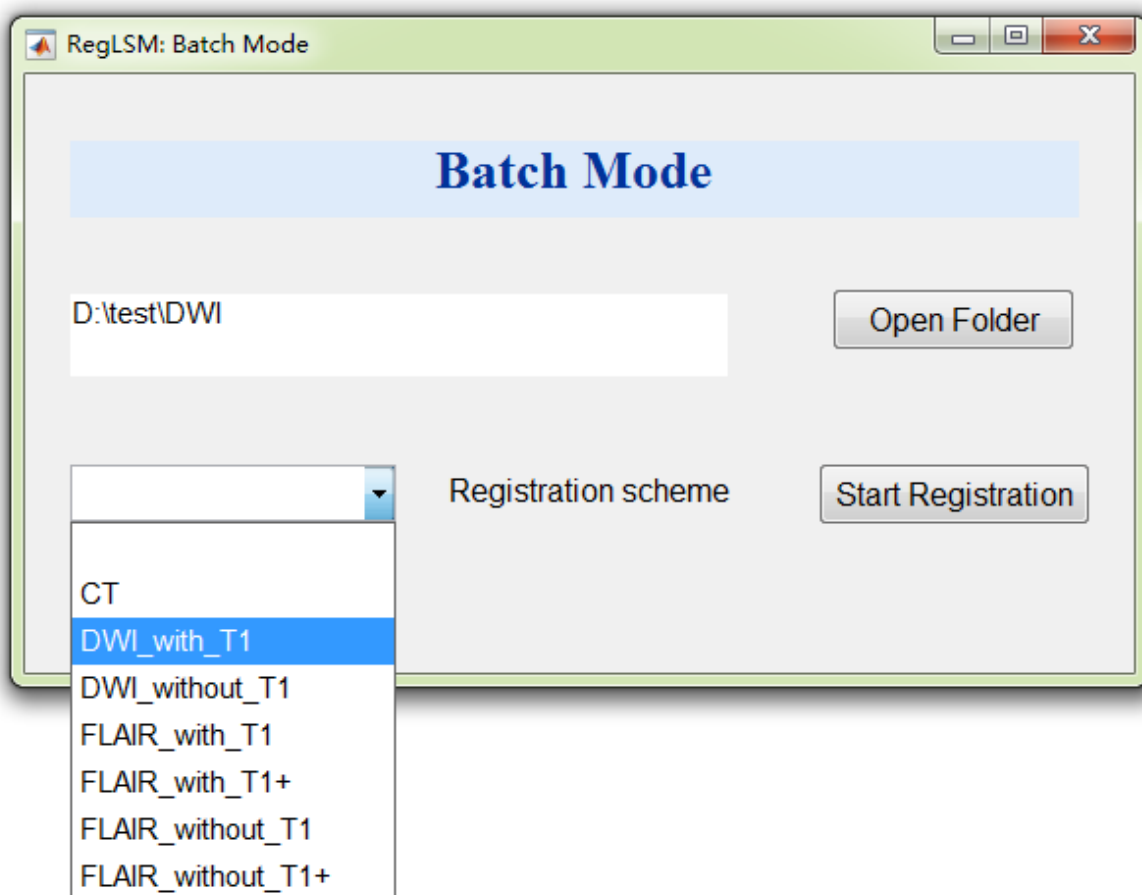 RegLSM: Batch Mode
Batch Mode
D:\test\DWI
Open Folder
Registration scheme
Start Registration
CT
DWI_with_T1
DWI_without_T1
FLAIR_with_T1
FLAIR_with_T1+
FLAIR_without_T1
FLAIR_without_T1+